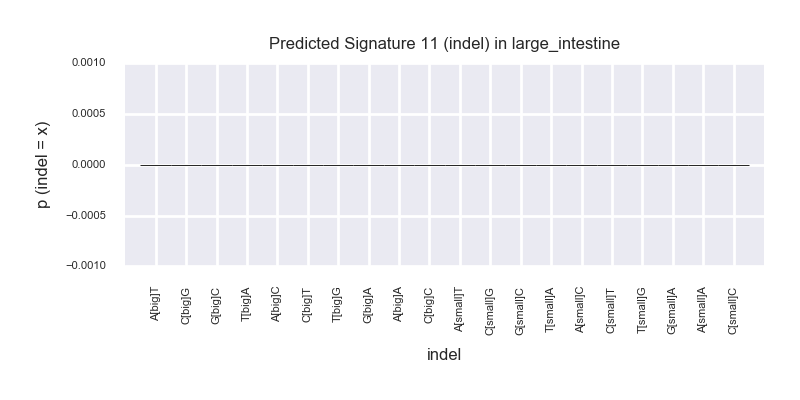 Predicted Signature 11 (indel) in large_intestine
0.0010
0.0005
0.0000
−0.0005
−0.0010
p (indel = x)
A[big]T
C[big]G
G[big]C
T[big]A
A[big]C
C[big]T
T[big]G
G[big]A
A[big]A
C[big]C
A[small]T
C[small]G
G[small]C
T[small]A
A[small]C
C[small]T
T[small]G
G[small]A
A[small]A
C[small]C
indel